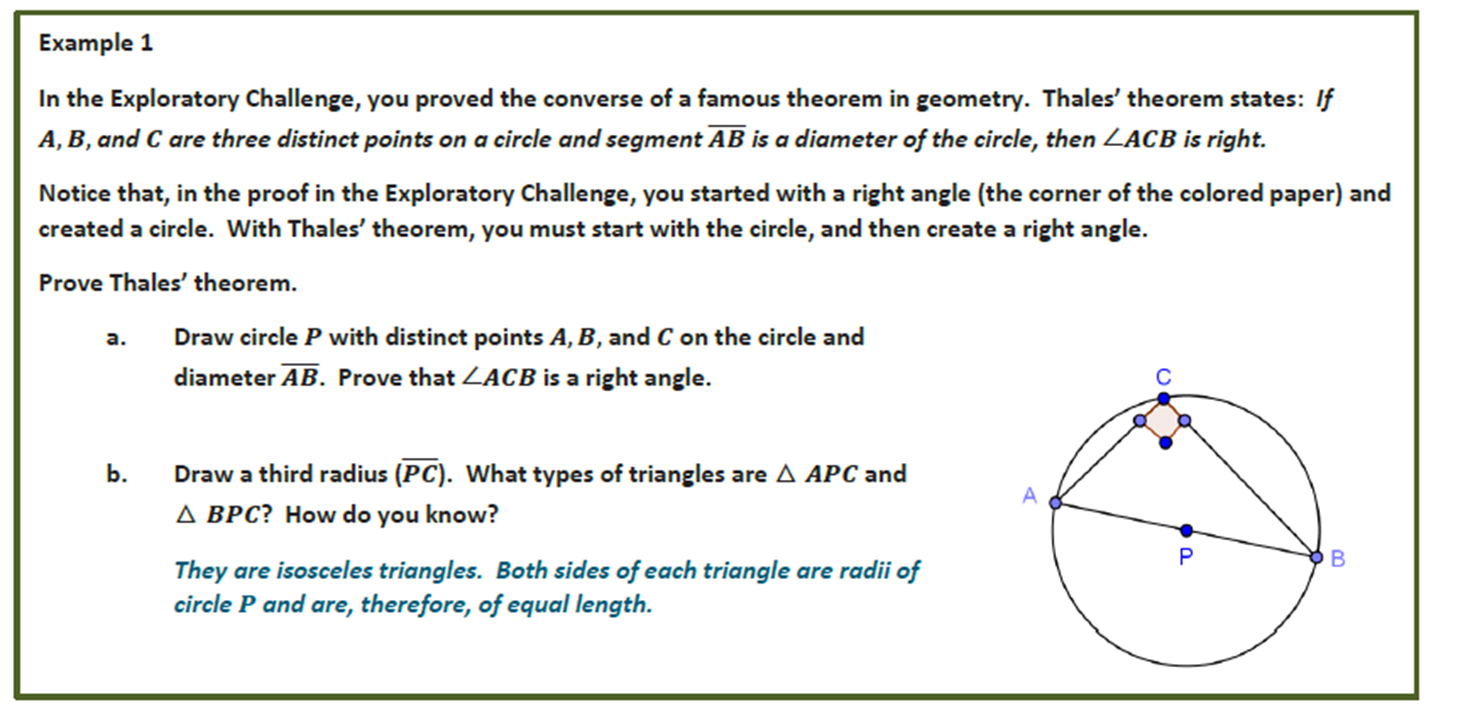 Example 1
In the Exploratory Challenge, you proved the converse of a famous theorem in geometry. Thales’ theorem states: If
A, B, and C are three distinct points on a circle and segment A̅B̅ is a diameter of the circle, then ∠ACB is right.
Notice that, in the proof in the Exploratory Challenge, you started with a right angle (the corner of the colored paper) and
created a circle. With Thales’ theorem, you must start with the circle, and then create a right angle.
Prove Thales’ theorem.
a. Draw circle P with distinct points A, B, and C on the circle and
diameter A̅B̅. Prove that ∠ACB is a right angle.
b. Draw a third radius (P̅C̅). What types of triangles are △ APC and
△ BPC? How do you know?
They are isosceles triangles. Both sides of each triangle are radii of
circle P and are, therefore, of equal length.
C
A
P
B